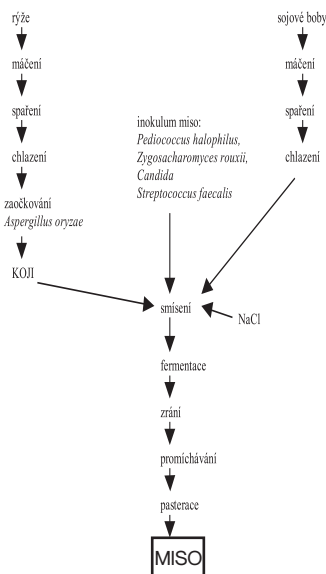 rýže
máčení
spaření
chlazení
zaočkování
Aspergillus oryzae
KOJI
inokulum miso:
Pediococcus halophilus,
Zygosacharomyces rouxii,
Candida
Streptococcus faecalis
sojové boby
máčení
spaření
chlazení
NaCl
smísení
fermentace
zrání
promíchávání
pasterace
MISO